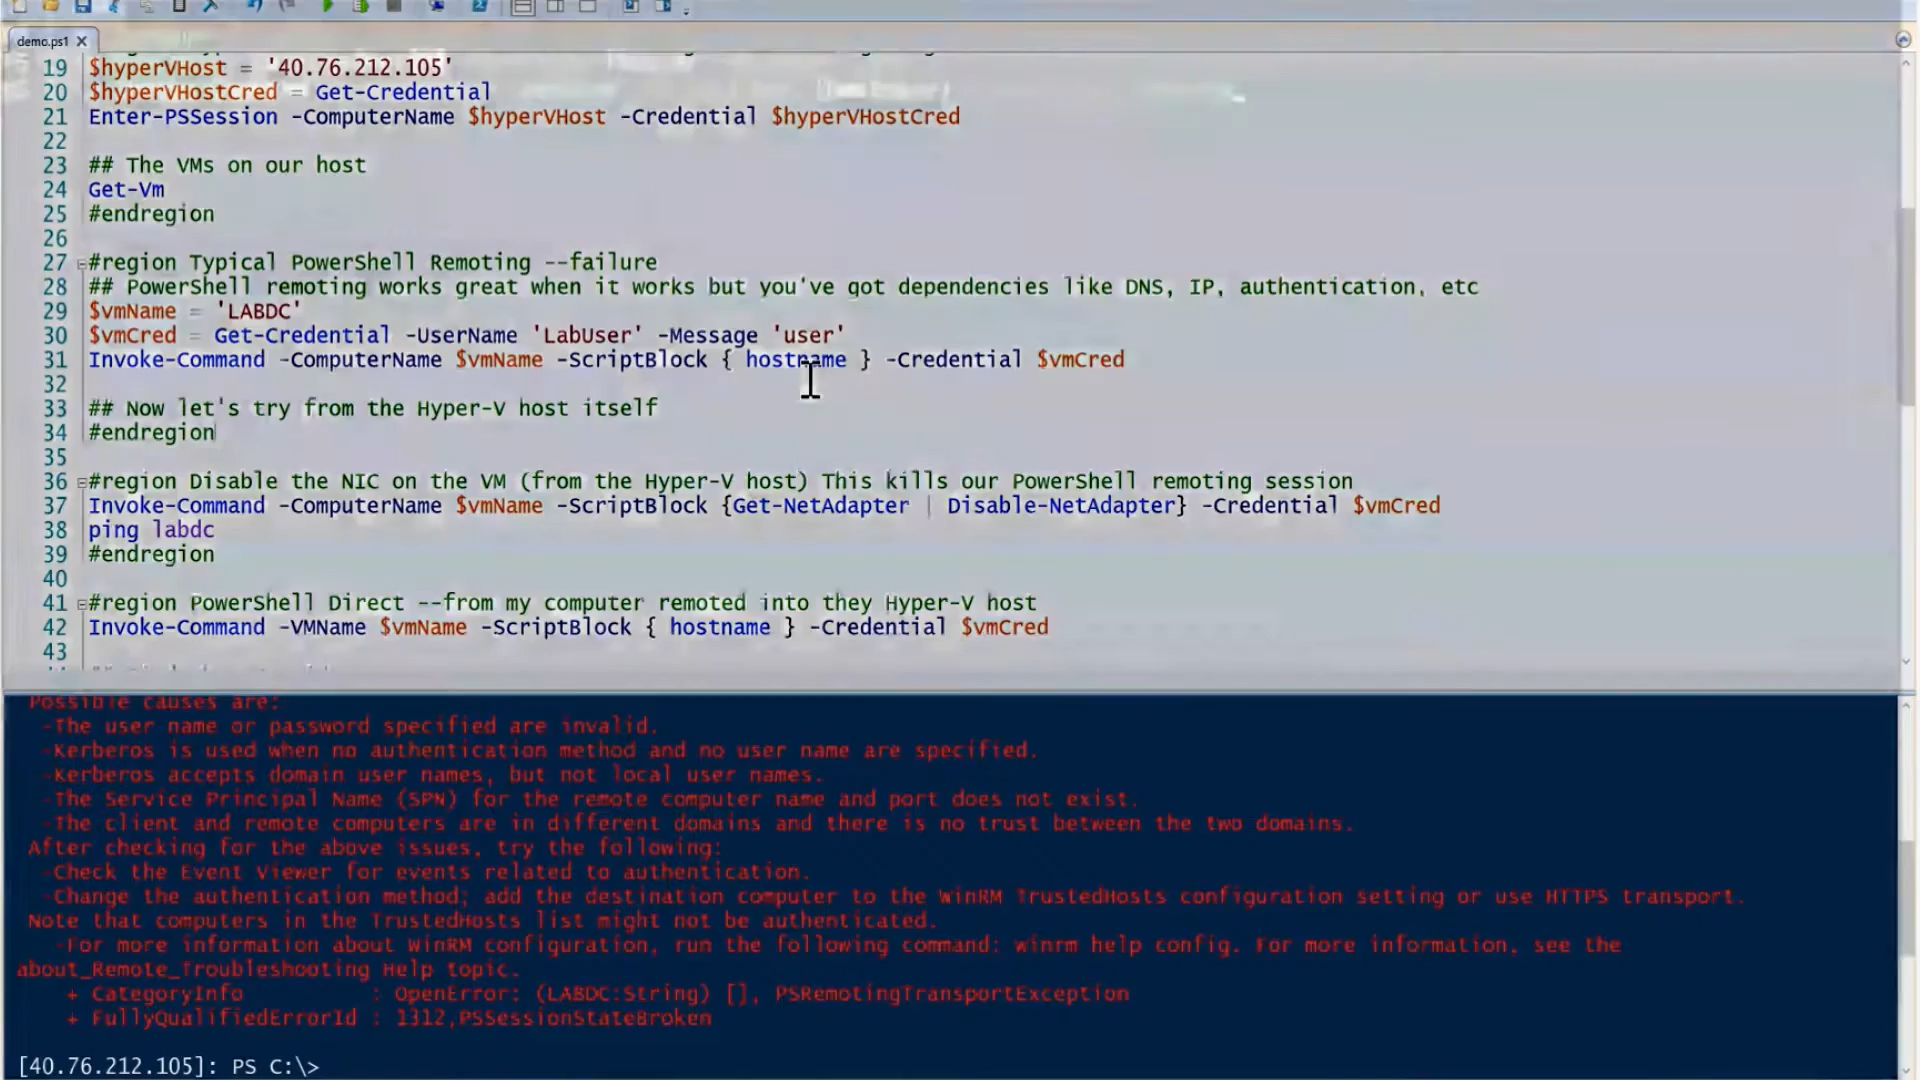 demo.ps1
19 $hyperVHost = '40.76.212.105'
20 $hyperVHostCred = Get-Credential
21 Enter-PSSession -ComputerName $hyperVHost -Credential $hyperVHostCred
22
23 ## The VMs on our host
24 Get-Vm
25 #endregion
26
27 #region Typical PowerShell Remoting --failure
28 ## PowerShell remoting works great when it works but you've got dependencies like DNS, IP, authentication, etc
29 $vmName = 'LABDC'
30 $vmCred = Get-Credential -UserName 'LabUser' -Message 'user'
31 Invoke-Command -ComputerName $vmName -ScriptBlock { hostname } -Credential $vmCred
32
33 ## Now let's try from the Hyper-V host itself
34 #endregion
35
36 #region Disable the NIC on the VM (from the Hyper-V host) This kills our PowerShell remoting session
37 Invoke-Command -ComputerName $vmName -ScriptBlock {Get-NetAdapter | Disable-NetAdapter} -Credential $vmCred
38 ping labdc
39 #endregion
40
41 #region PowerShell Direct --from my computer remoted into they Hyper-V host
42 Invoke-Command -VMName $vmName -ScriptBlock { hostname } -Credential $vmCred
43
Possible causes are:
-The user name or password specified are invalid.
-Kerberos is used when no authentication method and no user name are specified.
-Kerberos accepts domain user names, but not local user names.
-The Service Principal Name (SPN) for the remote computer name and port does not exist.
-The client and remote computers are in different domains and there is no trust between the two domains.
After checking for the above issues, try the following:
-Check the Event Viewer for events related to authentication.
-Change the authentication method; add the destination computer to the WinRM TrustedHosts configuration setting or use HTTPS transport.
Note that computers in the TrustedHosts list might not be authenticated.
-For more information about WinRM configuration, run the following command: winrm help config. For more information, see the
about_Remote_Troubleshooting Help topic.
+ CategoryInfo : OpenError: (LABDC:String) [], PSRemotingTransportException
+ FullyQualifiedErrorId : 1312,PSSessionStateBroken
[40.76.212.105]: PS C:\>